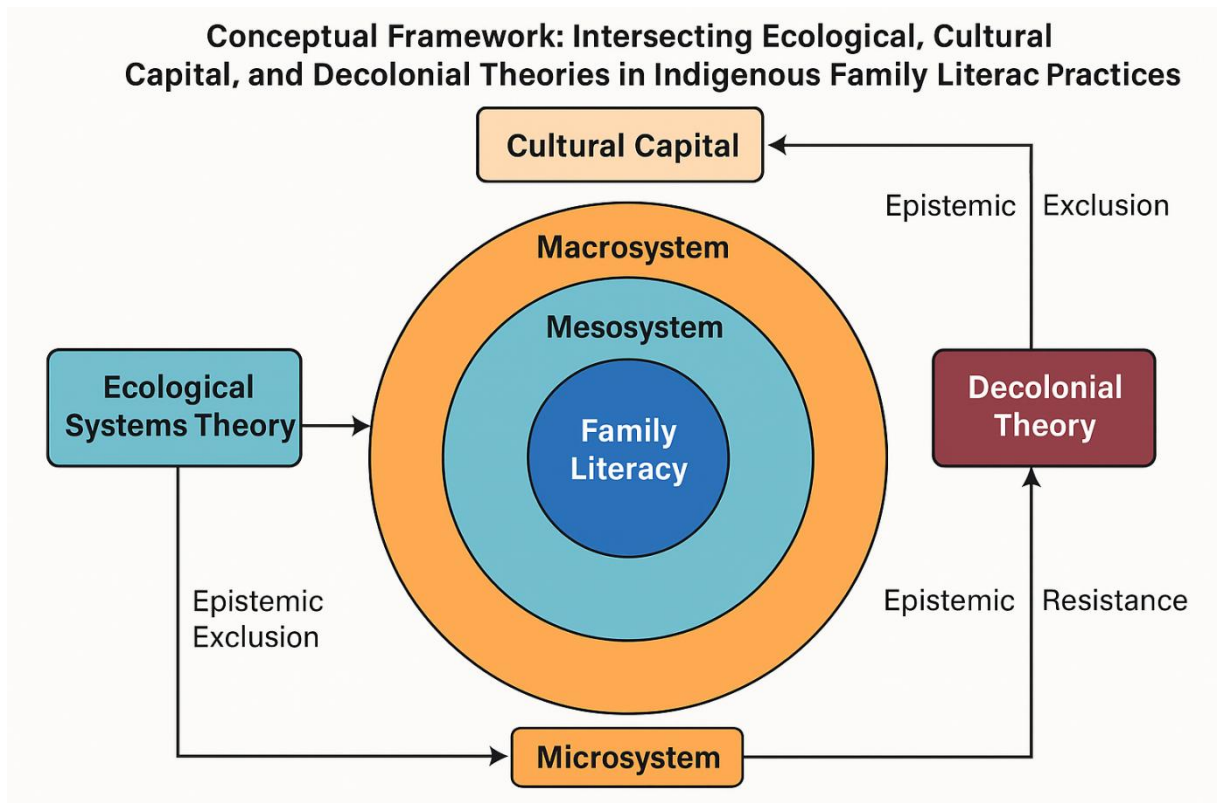 Conceptual Framework: Intersecting Ecological, Cultural
Capital, and Decolonial Theories in Indigenous Family Literac Practices
Cultural Capital
Epistemic Exclusion
Macrosystem
Mesosystem
Ecological
Systems Theory
Family
Literacy
Decolonial
Theory
Epistemic
Exclusion
Epistemic Resistance
Microsystem